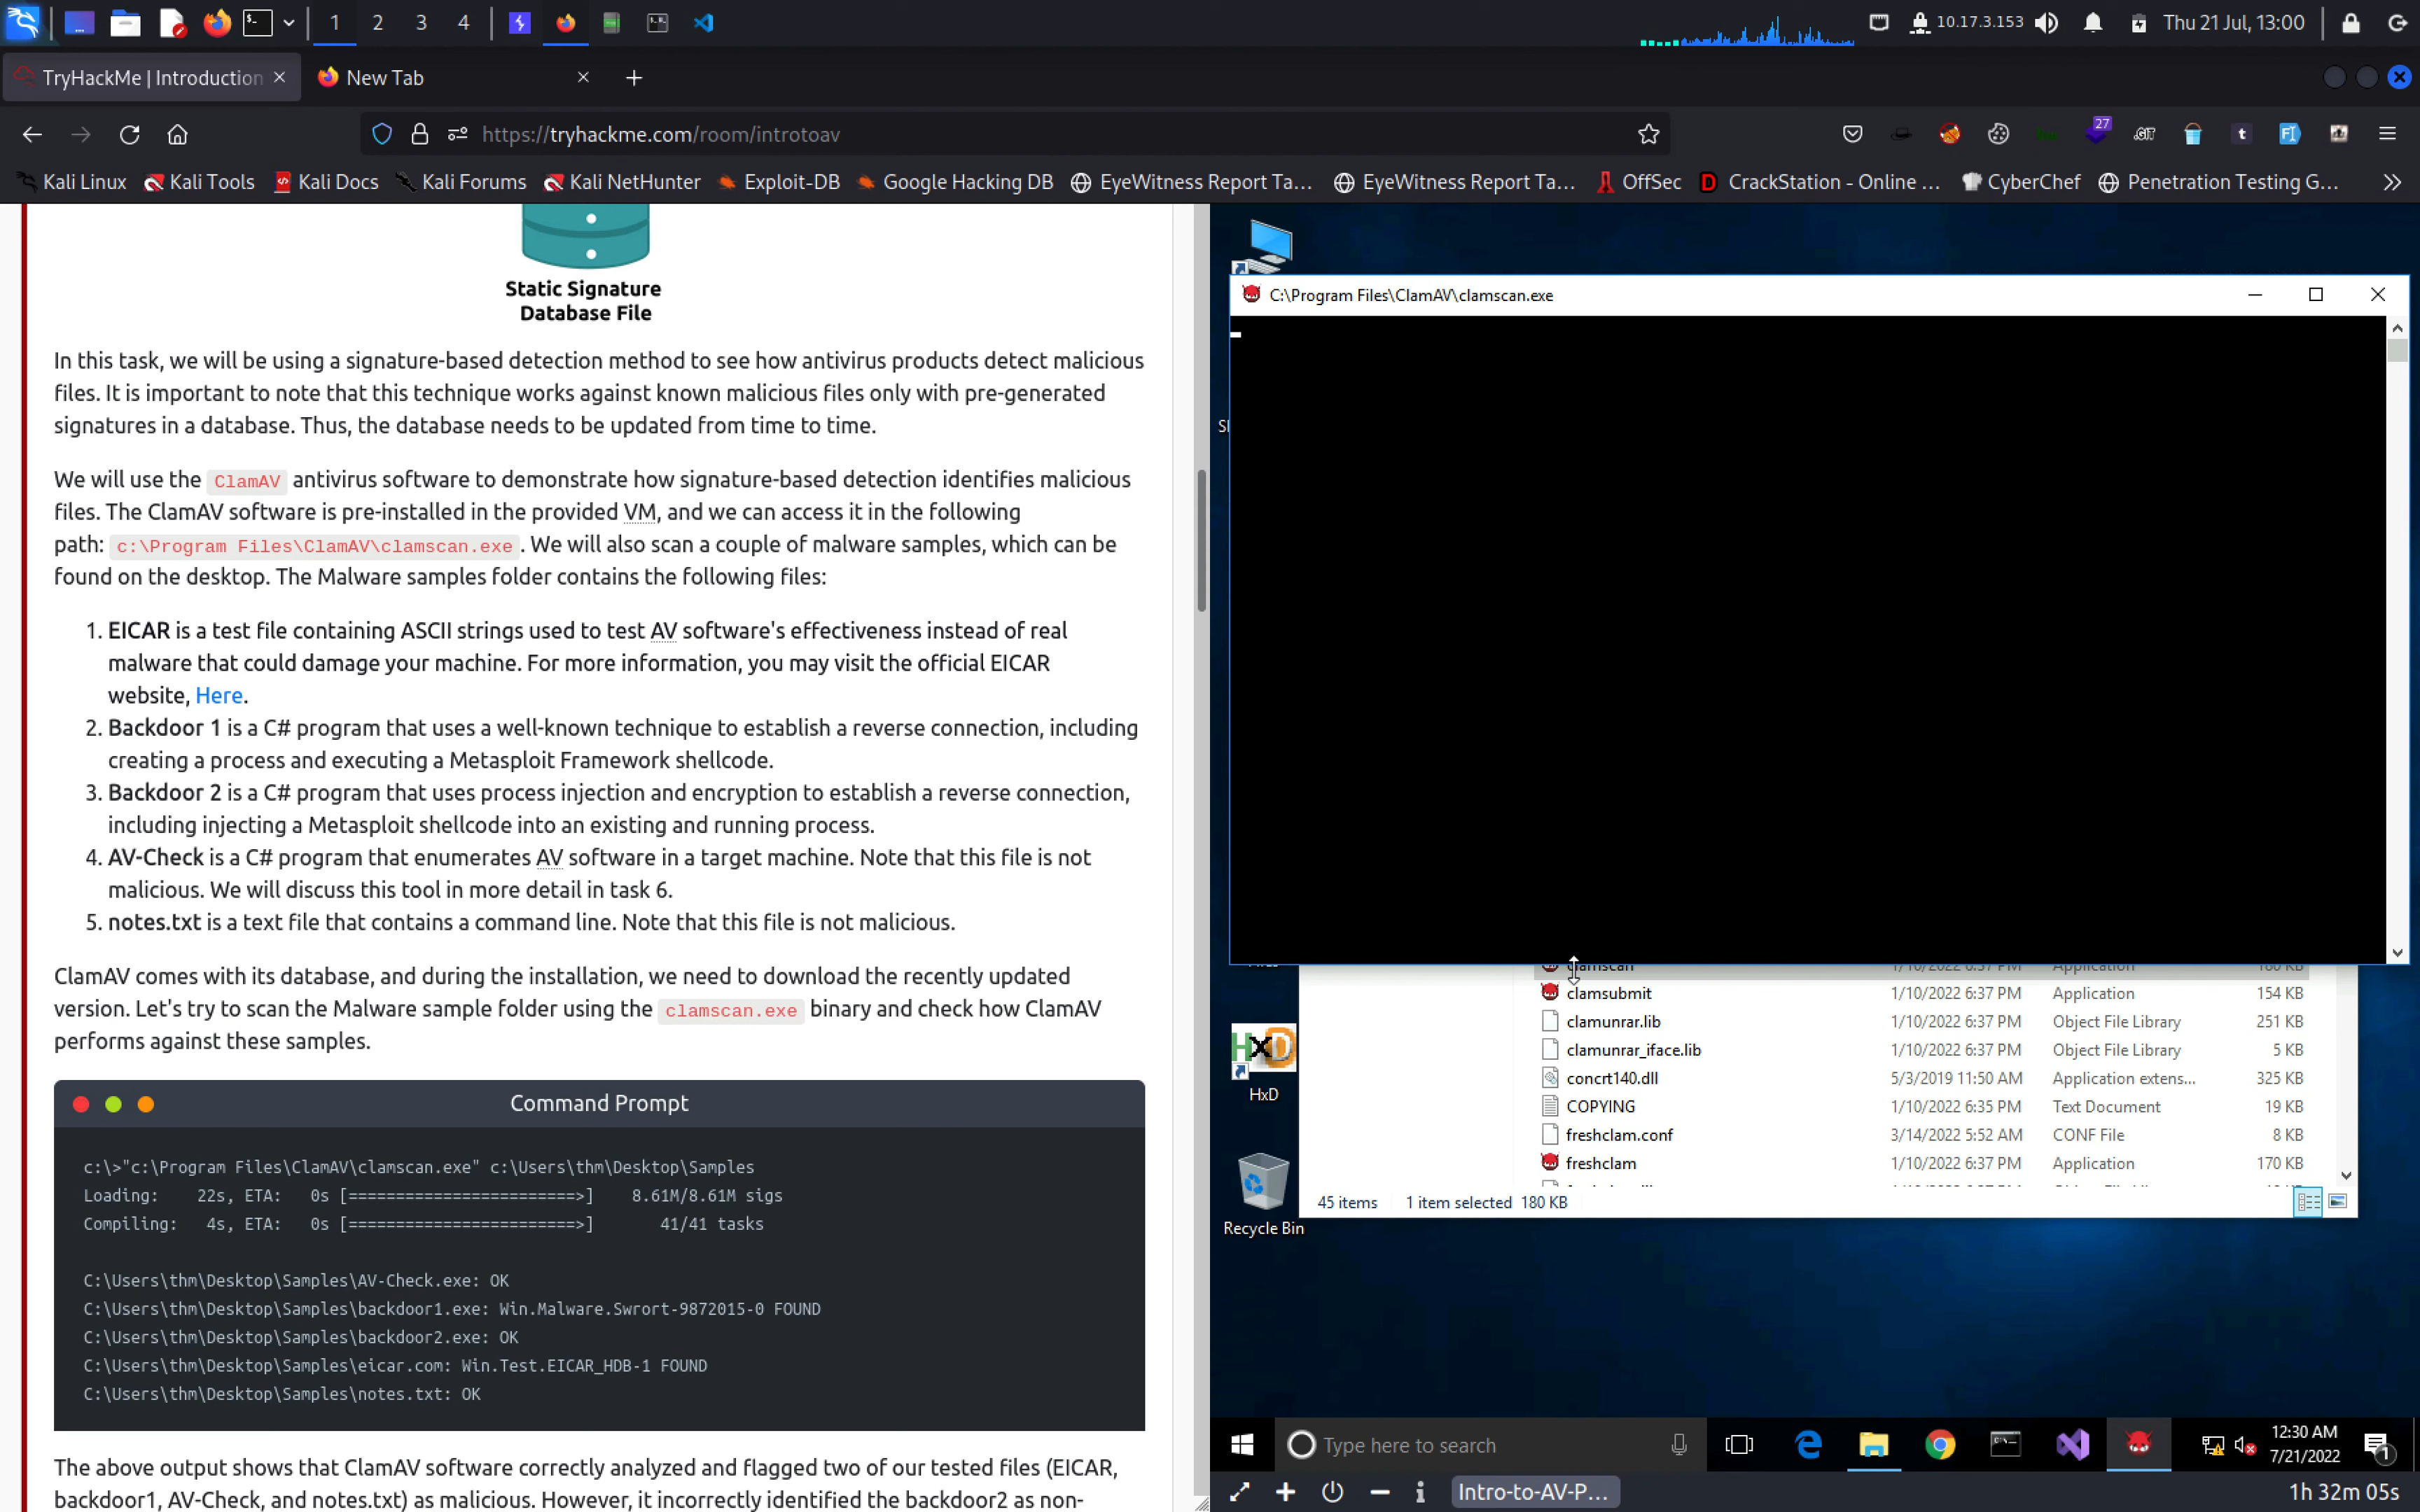 1 2 3 4 10.17.3.153 Thu 21 Jul, 13:00
TryHackMe | Introduction New Tab
https://tryhackme.com/room/introtoav 27 .GIT t
Kali Linux Kali Tools Kali Docs Kali Forums Kali NetHunter Exploit-DB Google Hacking DB EyeWitness Report Ta... EyeWitness Report Ta... OffSec CrackStation - Online ... CyberChef Penetration Testing G...
Static Signature
Database File
In this task, we will be using a signature-based detection method to see how antivirus products detect malicious
files. It is important to note that this technique works against known malicious files only with pre-generated
signatures in a database. Thus, the database needs to be updated from time to time.
We will use the ClamAV antivirus software to demonstrate how signature-based detection identifies malicious
files. The ClamAV software is pre-installed in the provided VM, and we can access it in the following
path: c:\Program Files\ClamAV\clamscan.exe. We will also scan a couple of malware samples, which can be
found on the desktop. The Malware samples folder contains the following files:
1. EICAR is a test file containing ASCII strings used to test AV software's effectiveness instead of real
malware that could damage your machine. For more information, you may visit the official EICAR
website, Here.
2. Backdoor 1 is a C# program that uses a well-known technique to establish a reverse connection, including
creating a process and executing a Metasploit Framework shellcode.
3. Backdoor 2 is a C# program that uses process injection and encryption to establish a reverse connection,
including injecting a Metasploit shellcode into an existing and running process.
4. AV-Check is a C# program that enumerates AV software in a target machine. Note that this file is not
malicious. We will discuss this tool in more detail in task 6.
5. notes.txt is a text file that contains a command line. Note that this file is not malicious.
ClamAV comes with its database, and during the installation, we need to download the recently updated
version. Let's try to scan the Malware sample folder using the clamscan.exe binary and check how ClamAV
performs against these samples.
Command Prompt
c:\>"c:\Program Files\ClamAV\clamscan.exe" c:\Users\thm\Desktop\Samples
Loading:    22s, ETA:   0s [========================>]    8.61M/8.61M sigs
Compiling:   4s, ETA:   0s [========================>]       41/41 tasks
C:\Users\thm\Desktop\Samples\AV-Check.exe: OK
C:\Users\thm\Desktop\Samples\backdoor1.exe: Win.Malware.Swrort-9872015-0 FOUND
C:\Users\thm\Desktop\Samples\backdoor2.exe: OK
C:\Users\thm\Desktop\Samples\eicar.com: Win.Test.EICAR_HDB-1 FOUND
C:\Users\thm\Desktop\Samples\notes.txt: OK
The above output shows that ClamAV software correctly analyzed and flagged two of our tested files (EICAR,
backdoor1, AV-Check, and notes.txt) as malicious. However, it incorrectly identified the backdoor2 as non-
C:\Program Files\ClamAV\clamscan.exe
clamscan 1/10/2022 6:37 PM Application 180 KB
clamsubmit 1/10/2022 6:37 PM Application 154 KB
clamunrar.lib 1/10/2022 6:37 PM Object File Library 251 KB
clamunrar_iface.lib 1/10/2022 6:37 PM Object File Library 5 KB
concrt140.dll 5/3/2019 11:50 AM Application extens... 325 KB
COPYING 1/10/2022 6:35 PM Text Document 19 KB
freshclam.conf 3/14/2022 5:52 AM CONF File 8 KB
freshclam 1/10/2022 6:37 PM Application 170 KB
45 items 1 item selected 180 KB
HxD
HxD
Recycle Bin
Type here to search
12:30 AM
7/21/2022
1
Intro-to-AV-P... 1h 32m 05s